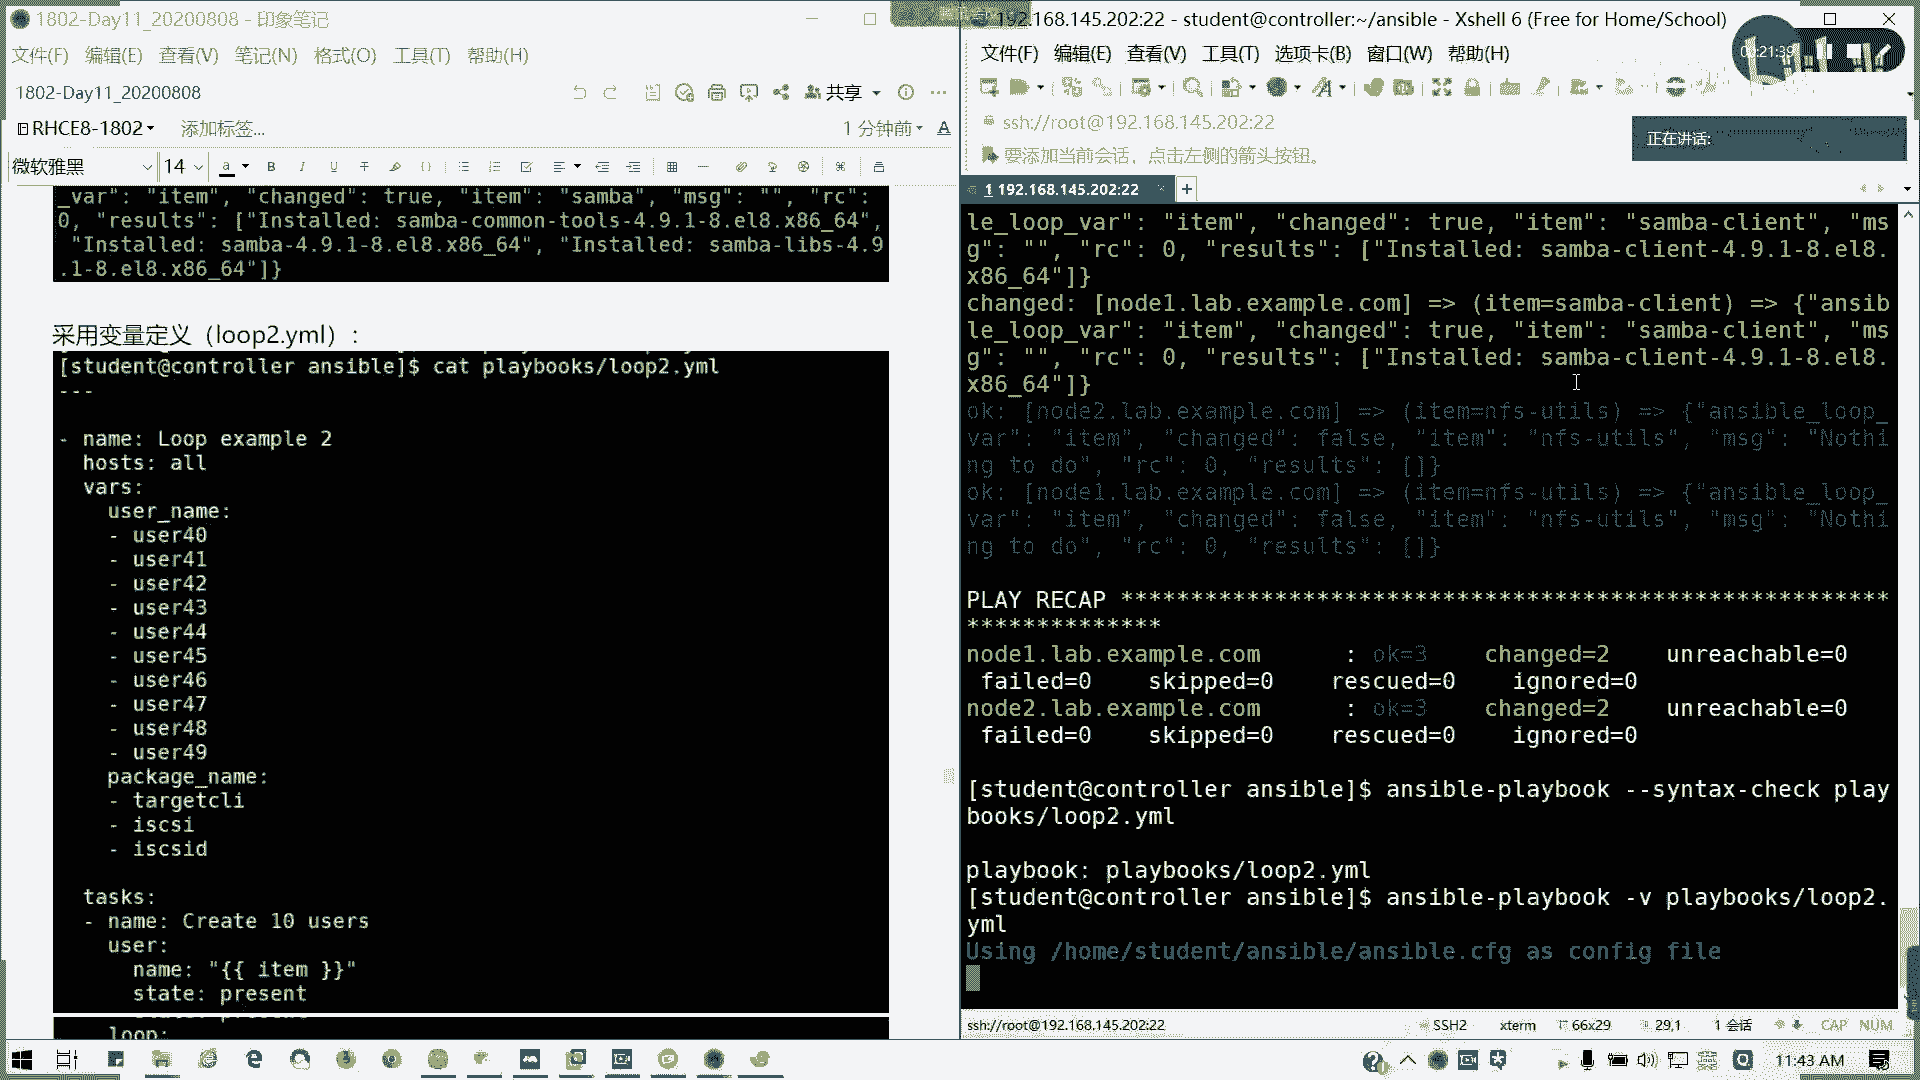 1802-Day11_20200808 - 印象笔记
文件(F) 编辑(E) 查看(V) 笔记(N) 格式(O) 工具(T) 帮助(H)
1802-Day11_20200808
共享
RHCE8-1802
添加标签...
1 分钟前
微软雅黑
14
_var": "item", "changed": true, "item": "samba", "msg": "", "rc":
0, "results": ["Installed: samba-common-tools-4.9.1-8.el8.x86_64",
"Installed: samba-4.9.1-8.el8.x86_64", "Installed: samba-libs-4.9
.1-8.el8.x86_64"]}
采用变量定义（loop2.yml）:
[student@controller ansible]$ cat playbooks/loop2.yml
---
- name: Loop example 2
hosts: all
vars:
user_name:
- user40
- user41
- user42
- user43
- user44
- user45
- user46
- user47
- user48
- user49
package_name:
- targetcli
- iscsi
- iscsid
tasks:
- name: Create 10 users
user:
name: "{{ item }}"
state: present
loop:
192.168.145.202:22 - student@controller:~/ansible - Xshell 6 (Free for Home/School)
文件(F) 编辑(E) 查看(V) 工具(T) 选项卡(B) 窗口(W) 帮助(H)
00:21:39
ssh://root@192.168.145.202:22
要添加当前会话，点击左侧的箭头按钮。
正在讲话:
1 192.168.145.202:22
le_loop_var": "item", "changed": true, "item": "samba-client", "ms
g": "", "rc": 0, "results": ["Installed: samba-client-4.9.1-8.el8.
x86_64"]}
changed: [node1.lab.example.com] => (item=samba-client) => {"ansib
le_loop_var": "item", "changed": true, "item": "samba-client", "ms
g": "", "rc": 0, "results": ["Installed: samba-client-4.9.1-8.el8.
x86_64"]}
ok: [node2.lab.example.com] => (item=nfs-utils) => {"ansible_loop_
var": "item", "changed": false, "item": "nfs-utils", "msg": "Nothi
ng to do", "rc": 0, "results": []}
ok: [node1.lab.example.com] => (item=nfs-utils) => {"ansible_loop_
var": "item", "changed": false, "item": "nfs-utils", "msg": "Nothi
ng to do", "rc": 0, "results": []}
PLAY RECAP *******************************************************
**************
node1.lab.example.com : ok=3 changed=2 unreachable=0
failed=0 skipped=0 rescued=0 ignored=0
node2.lab.example.com : ok=3 changed=2 unreachable=0
failed=0 skipped=0 rescued=0 ignored=0
[student@controller ansible]$ ansible-playbook --syntax-check play
books/loop2.yml
playbook: playbooks/loop2.yml
[student@controller ansible]$ ansible-playbook -v playbooks/loop2.
yml
Using /home/student/ansible/ansible.cfg as config file
ssh://root@192.168.145.202:22 SSH2 xterm 66x29 29,1 1 会话 CAP NUM
11:43 AM